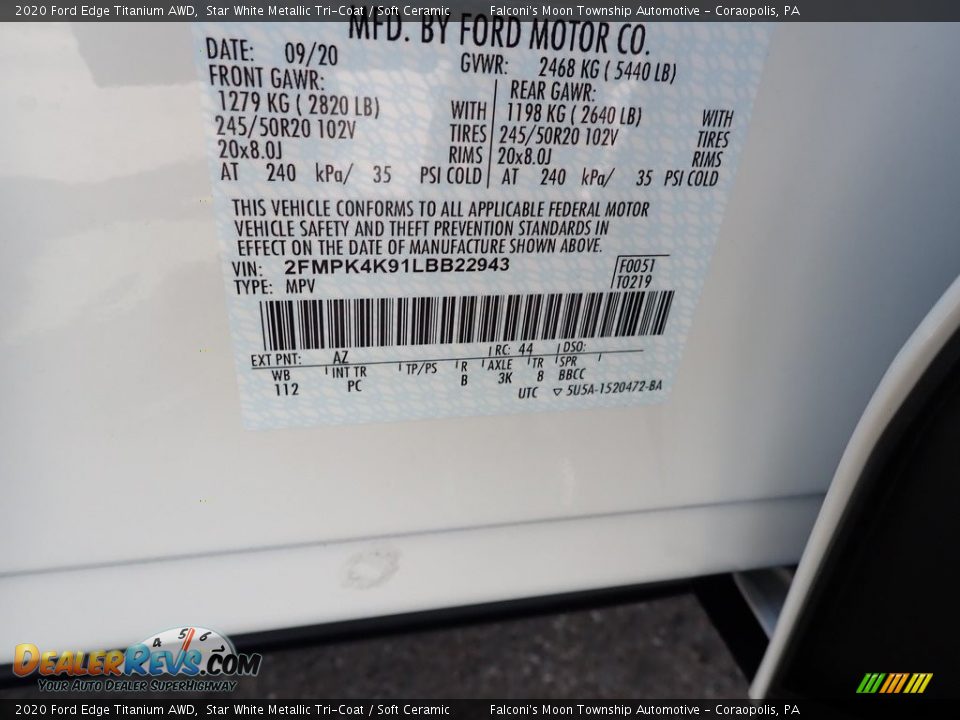 2020 Ford Edge Titanium AWD, Star White Metallic Tri-Coat / Soft Ceramic Falconi's Moon Township Automotive - Coraopolis, PA
MFD. BY FORD MOTOR CO.
DATE: 09/20 GVWR: 2468 KG ( 5440 LB)
FRONT GAWR: REAR GAWR:
1279 KG ( 2820 LB) WITH 1198 KG ( 2640 LB) WITH
245/50R20 102V TIRES 245/50R20 102V TIRES
20x8.0J RIMS 20x8.0J RIMS
AT 240 kPa/ 35 PSI COLD AT 240 kPa/ 35 PSI COLD
THIS VEHICLE CONFORMS TO ALL APPLICABLE FEDERAL MOTOR
VEHICLE SAFETY AND THEFT PREVENTION STANDARDS IN
EFFECT ON THE DATE OF MANUFACTURE SHOWN ABOVE.
VIN: 2FMPK4K91LBB22943 F0051
TYPE: MPV T0219
EXT PNT: AZ RC: 44 DSO:
WB INT TR TP/PS R AXLE TR SPR
112 PC B 3K 8 BBCC
UTC ▽ 5U5A-1520472-BA
4 5 6
DEALERREVS.COM
YOUR AUTO DEALER SUPERHIGHWAY
2020 Ford Edge Titanium AWD, Star White Metallic Tri-Coat / Soft Ceramic Falconi's Moon Township Automotive - Coraopolis, PA